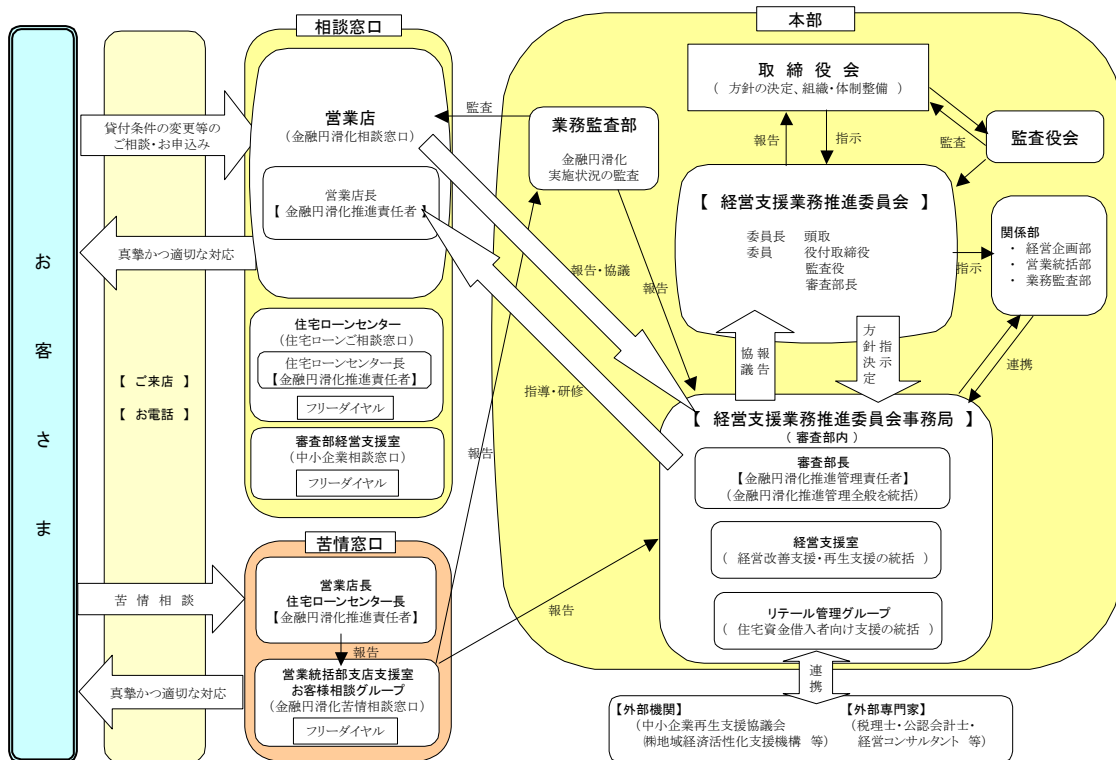 お客さま
【 ご来店 】
【 お電話 】
貸付条件の変更等の
ご相談・お申込み
真摯かつ適切な対応
苦 情 相 談
真摯かつ適切な対応
相談窓口
営業店
(金融円滑化相談窓口)
営業店長
【 金融円滑化推進責任者 】
住宅ローンセンター
(住宅ローンご相談窓口)
住宅ローンセンター長
【金融円滑化推進責任者】
フリーダイヤル
審査部経営支援室
(中小企業相談窓口)
フリーダイヤル
苦情窓口
営業店長
住宅ローンセンター長
【金融円滑化推進責任者】
報告
営業統括部支店支援室
お客様相談グループ
(金融円滑化苦情相談窓口)
フリーダイヤル
本部
監査
業務監査部
金融円滑化
実施状況の監査
報告・協議
指導・研修
報告
報告
報告
取 締 役 会
( 方針の決定、組織・体制整備 )
報告
指示
監査
監査役会
【 経営支援業務推進委員会 】
委員長 頭取
委員 役付取締役
監査役
審査部長
指示
関係部
・ 経営企画部
・ 営業統括部
・ 業務監査部
連携
報告
協議
指示
方針決定
【 経営支援業務推進委員会事務局 】
( 審査部内 )
審査部長
【金融円滑化推進管理責任者】
(金融円滑化推進管理全般を統括)
経営支援室
( 経営改善支援・再生支援の統括 )
リテール管理グループ
( 住宅資金借入者向け支援の統括 )
連携
【外部機関】
(中小企業再生支援協議会
㈱地域経済活性化支援機構 等)
【外部専門家】
(税理士・公認会計士・
経営コンサルタント 等)